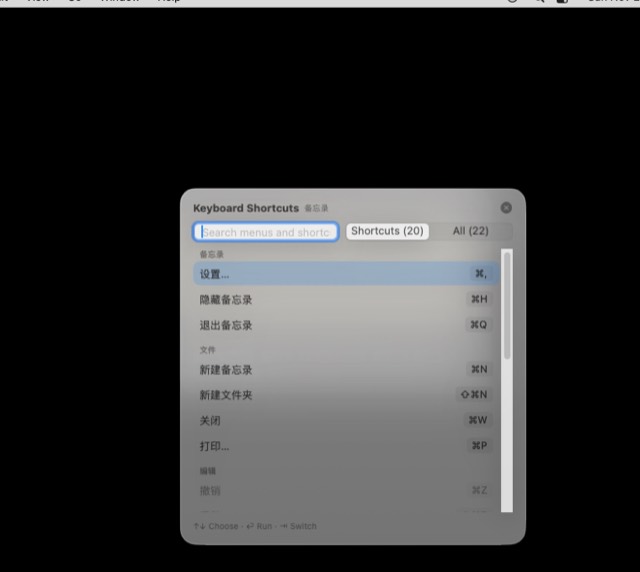 Window
Help
Keyboard Shortcuts 备忘录
Search menus and shortc
Shortcuts (20)
All (22)
备忘录
设置... ⌘,
隐藏备忘录 ⌘H
退出备忘录 ⌘Q
文件
新建备忘录 ⌘N
新建文件夹 ⇧⌘N
关闭 ⌘W
打印... ⌘P
编辑
撤销 ⌘Z
↑↓ Choose · ↩ Run · ⇥ Switch